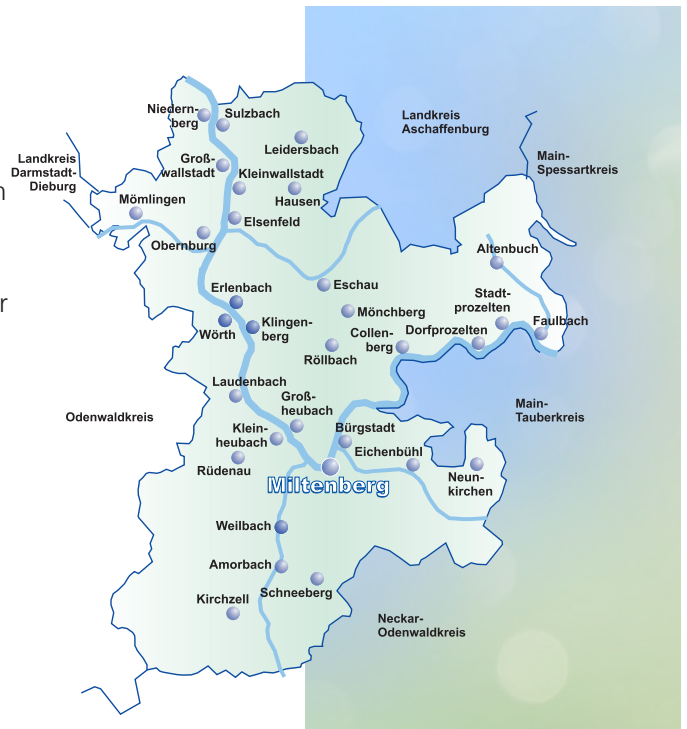 Niedern-
berg
Sulzbach
Landkreis
Aschaffenburg
Leidersbach
Main-
Spessartkreis
Landkreis
Darmstadt-
Dieburg
Groß-
wallstadt
Kleinwallstadt
n
Mömlingen
Hausen
Elsenfeld
Obernburg
Altenbuch
Eschau
Erlenbach
r
Stadt-
prozelten
Mönchberg
Faulbach
Wörth
Klingen-
berg
Collen-
berg
Dorfprozelten
Röllbach
Laudenbach
Groß-
heubach
Main-
Tauberkreis
Odenwaldkreis
Klein-
heubach
Bürgstadt
Eichenbühl
Rüdenau
Neun-
kirchen
Miltenberg
Weilbach
Amorbach
Schneeberg
Kirchzell
Neckar-
Odenwaldkreis